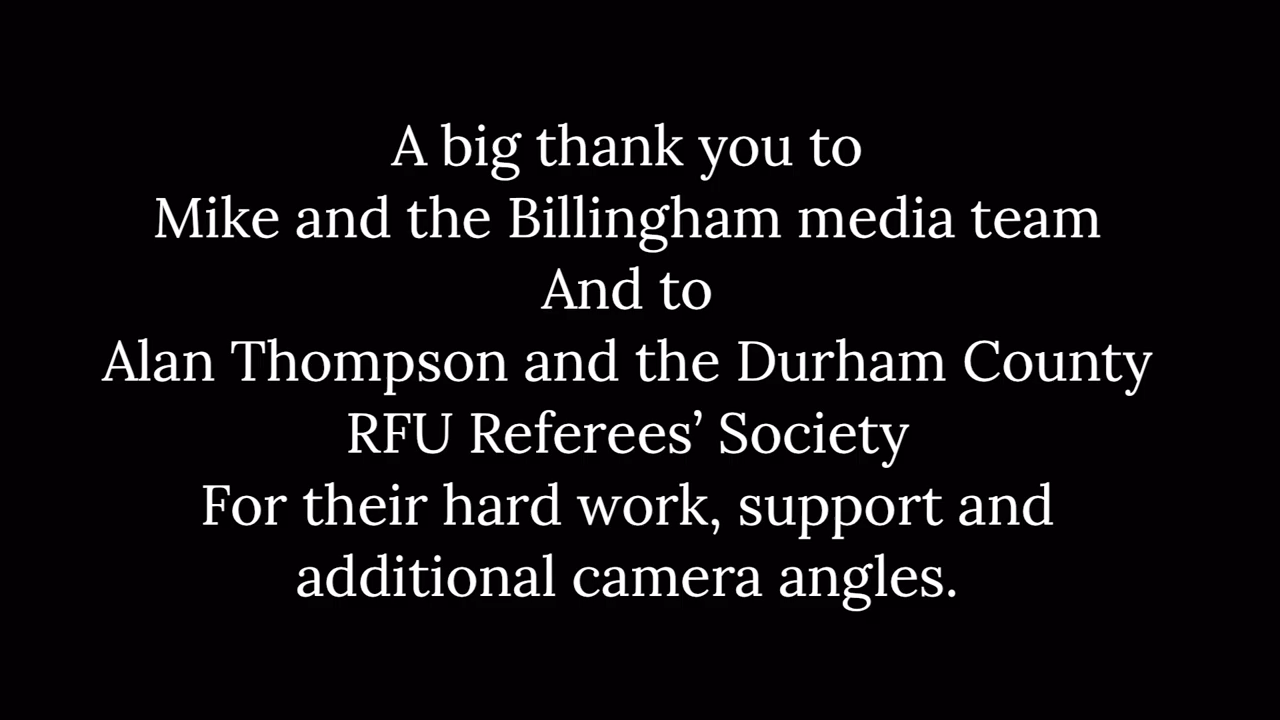 A big thank you to
Mike and the Billingham media team
And to
Alan Thompson and the Durham County
RFU Referees’ Society
For their hard work, support and
additional camera angles.